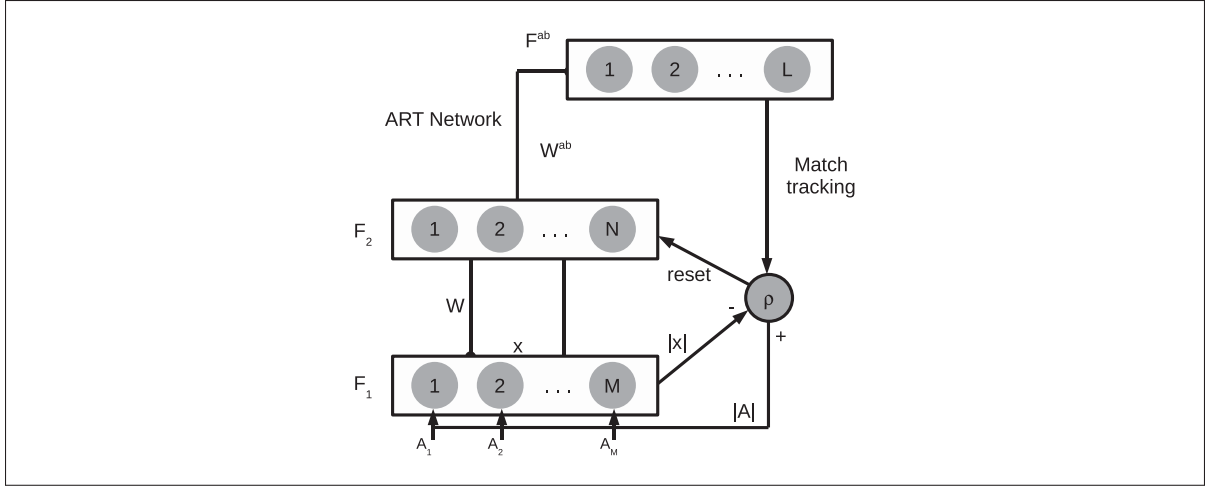 F^ab
1 2 . . . L
ART Network
W^ab
Match
tracking
F_2
1 2 . . . N
reset
W
ρ
-
+
x
|x|
F_1
1 2 . . . M
|A|
A_1 A_2 A_M